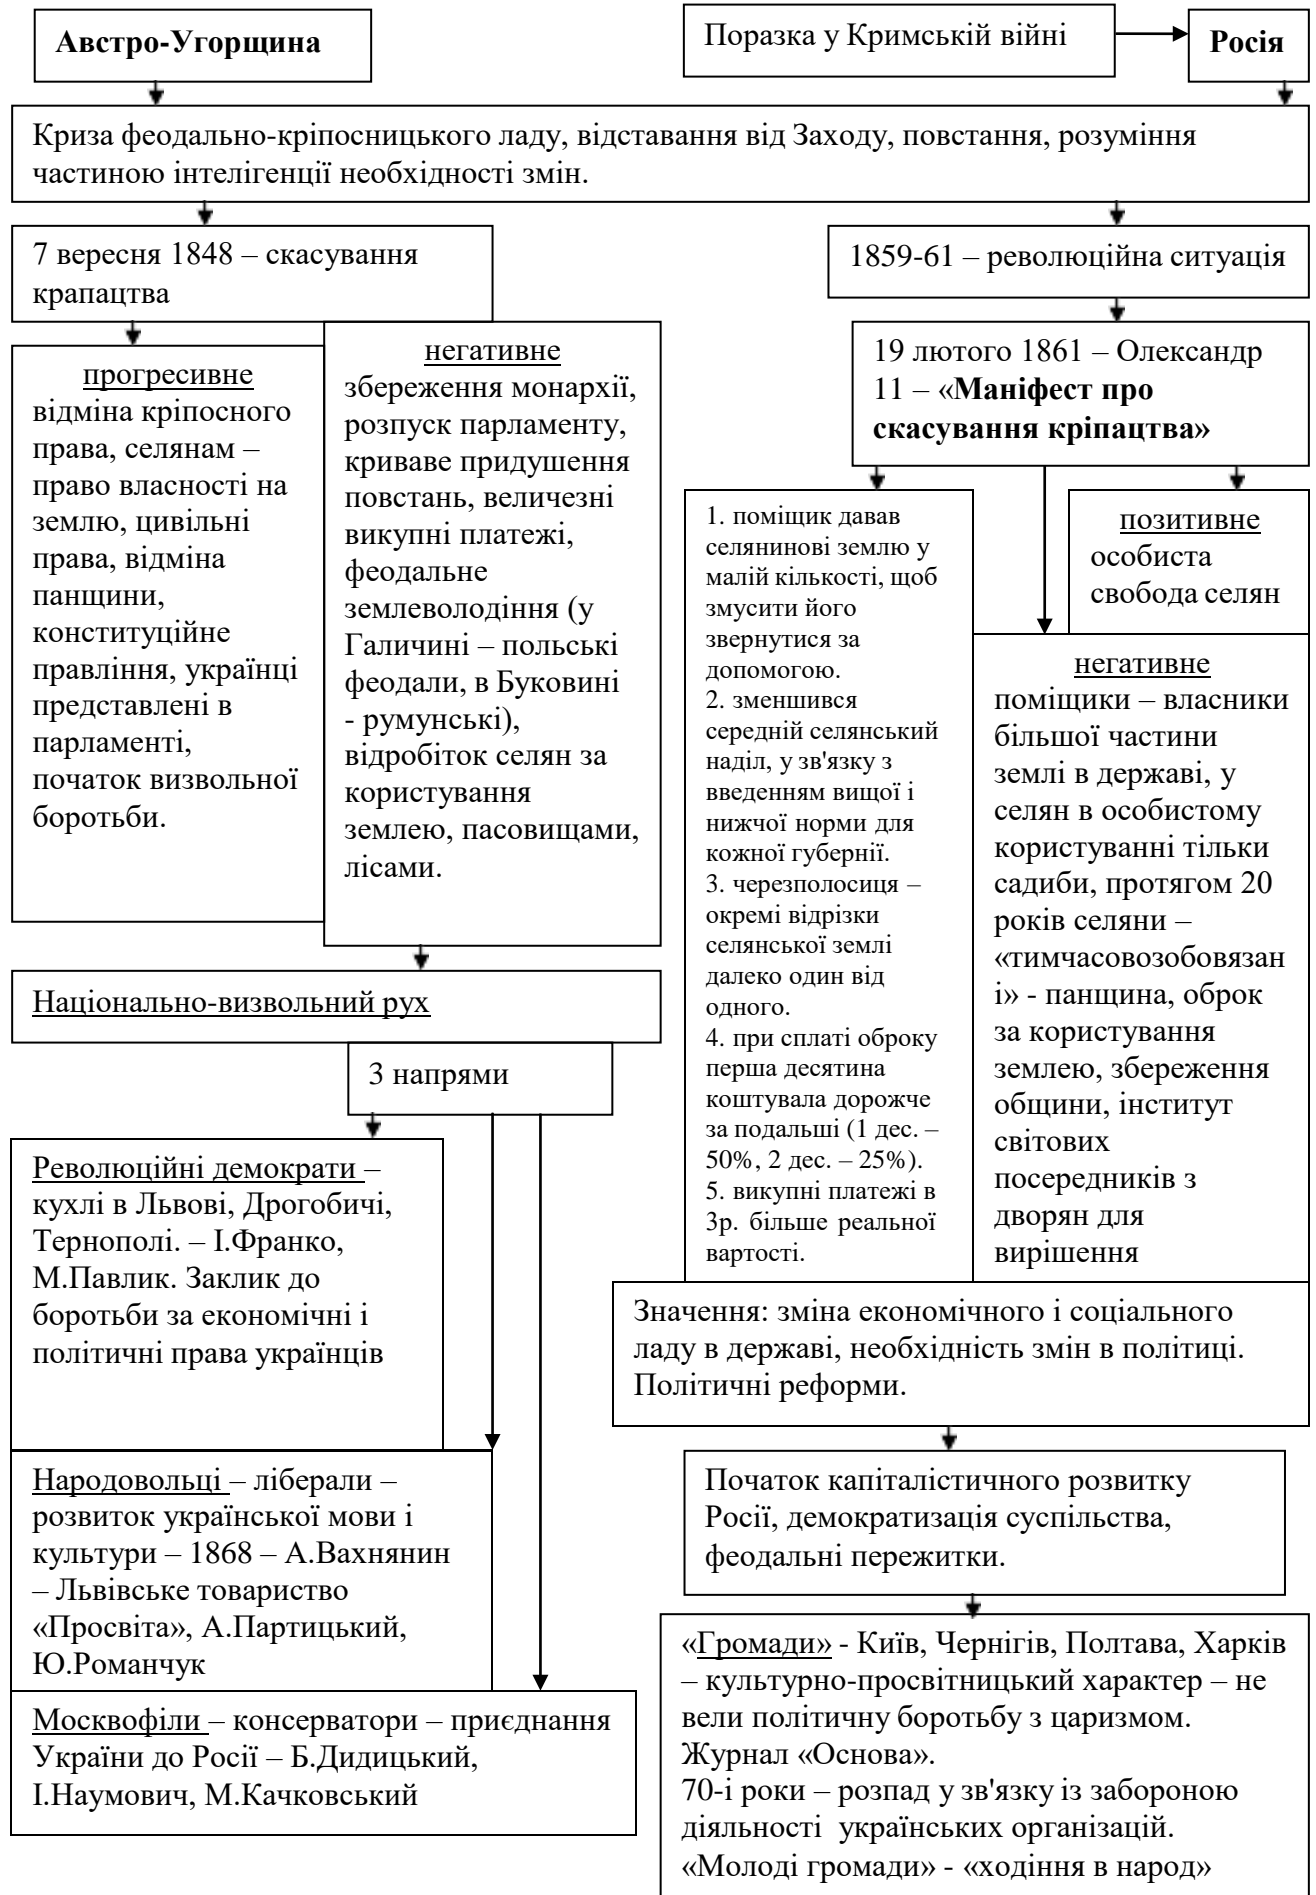 Австро-Угорщина
Поразка у Кримській війні
Росія
Криза феодально-кріпосницького ладу, відставання від Заходу, повстання, розуміння
частиною інтелігенції необхідності змін.
7 вересня 1848 – скасування
крапацтва
1859-61 – революційна ситуація
прогресивне
відміна кріпосного
права, селянам –
право власності на
землю, цивільні
права, відміна
панщини,
конституційне
правління, українці
представлені в
парламенті,
початок визвольної
боротьби.
негативне
збереження монархії,
розпуск парламенту,
криваве придушення
повстань, величезні
викупні платежі,
феодальне
землеволодіння (у
Галичині – польські
феодали, в Буковині
- румунські),
відробіток селян за
користування
землею, пасовищами,
лісами.
19 лютого 1861 – Олександр
11 – «Маніфест про
скасування кріпацтва»
1. поміщик давав
селянинові землю у
малій кількості, щоб
змусити його
звернутися за
допомогою.
2. зменшився
середній селянський
наділ, у зв'язку з
введенням вищої і
нижчої норми для
кожної губернії.
3. черезполосиця –
окремі відрізки
селянської землі
далеко один від
одного.
4. при сплаті оброку
перша десятина
коштувала дорожче
за подальші (1 дес. –
50%, 2 дес. – 25%).
5. викупні платежі в
3р. більше реальної
вартості.
позитивне
особиста
свобода селян
негативне
поміщики – власники
більшої частини
землі в державі, у
селян в особистому
користуванні тільки
садиби, протягом 20
років селяни –
«тимчасовозобовязан
і» - панщина, оброк
за користування
землею, збереження
общини, інститут
світових
посередників з
дворян для
вирішення
Національно-визвольний рух
3 напрями
Революційні демократи –
кухлі в Львові, Дрогобичі,
Тернополі. – І.Франко,
М.Павлик. Заклик до
боротьби за економічні і
політичні права українців
Народовольці – ліберали –
розвиток української мови і
культури – 1868 – А.Вахнянин
– Львівське товариство
«Просвіта», А.Партицький,
Ю.Романчук
Москвофіли – консерватори – приєднання
України до Росії – Б.Дидицький,
І.Наумович, М.Качковський
Значення: зміна економічного і соціального
ладу в державі, необхідність змін в політиці.
Політичні реформи.
Початок капіталістичного розвитку
Росії, демократизація суспільства,
феодальні пережитки.
«Громади» - Київ, Чернігів, Полтава, Харків
– культурно-просвітницький характер – не
вели політичну боротьбу з царизмом.
Журнал «Основа».
70-і роки – розпад у зв'язку із забороною
діяльності українських організацій.
«Молоді громади» - «ходіння в народ»